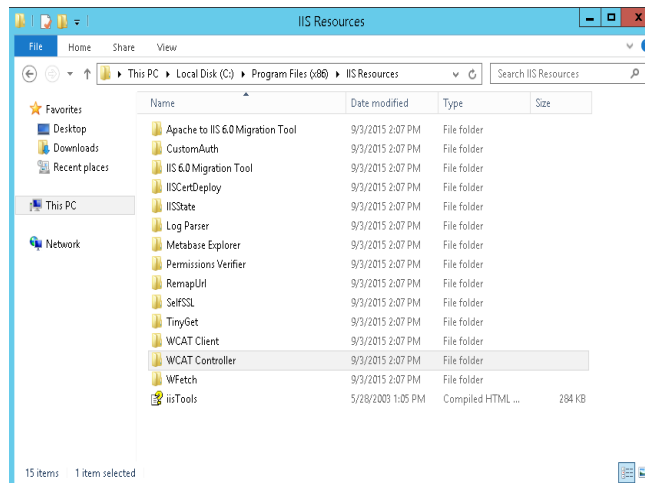 IIS Resources
File Home Share View
This PC Local Disk (C:) Program Files (x86) IIS Resources Search IIS Resources
Name Date modified Type Size
Favorites
Desktop
Downloads
Recent places
This PC
Network
Apache to IIS 6.0 Migration Tool 9/3/2015 2:07 PM File folder
CustomAuth 9/3/2015 2:07 PM File folder
IIS 6.0 Migration Tool 9/3/2015 2:07 PM File folder
IISCertDeploy 9/3/2015 2:07 PM File folder
IISState 9/3/2015 2:07 PM File folder
Log Parser 9/3/2015 2:07 PM File folder
Metabase Explorer 9/3/2015 2:07 PM File folder
Permissions Verifier 9/3/2015 2:07 PM File folder
RemapUrl 9/3/2015 2:07 PM File folder
SelfSSL 9/3/2015 2:07 PM File folder
TinyGet 9/3/2015 2:07 PM File folder
WCAT Client 9/3/2015 2:07 PM File folder
WCAT Controller 9/3/2015 2:07 PM File folder
WFetch 9/3/2015 2:07 PM File folder
iisTools 5/28/2003 1:05 PM Compiled HTML ... 284 KB
15 items 1 item selected